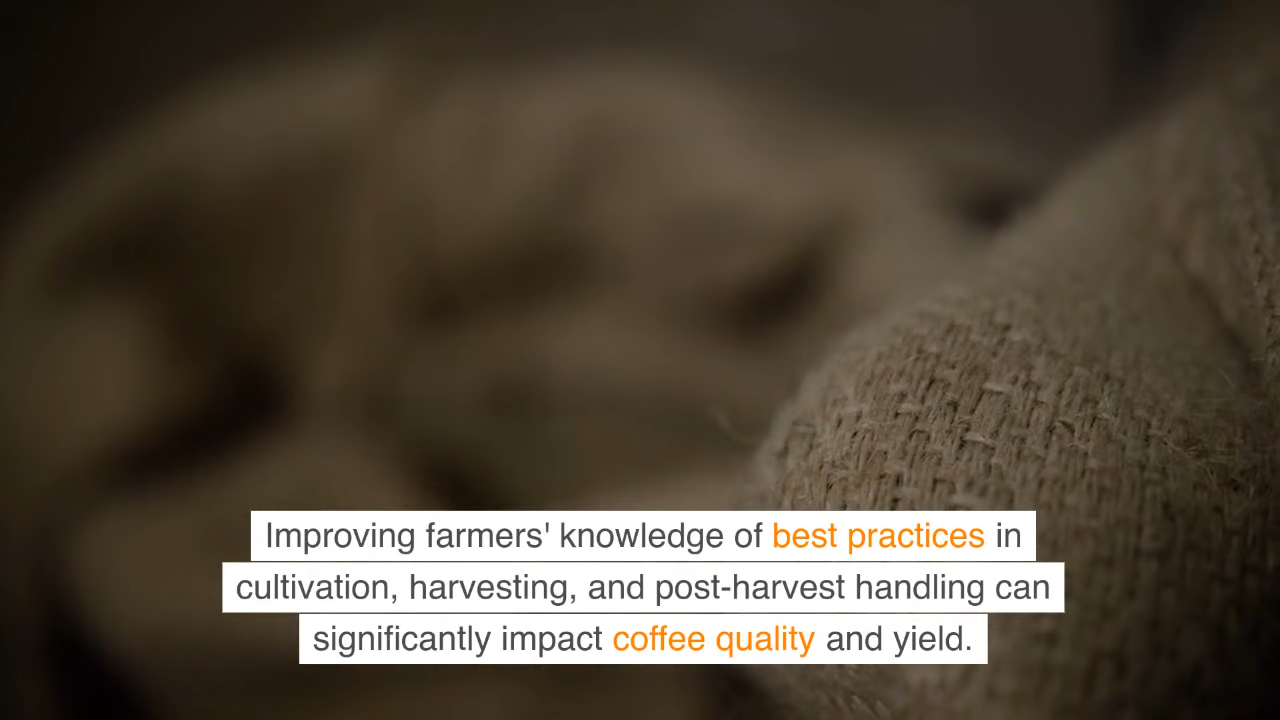 Improving farmers' knowledge of best practices in
cultivation, harvesting, and post-harvest handling can
significantly impact coffee quality and yield.